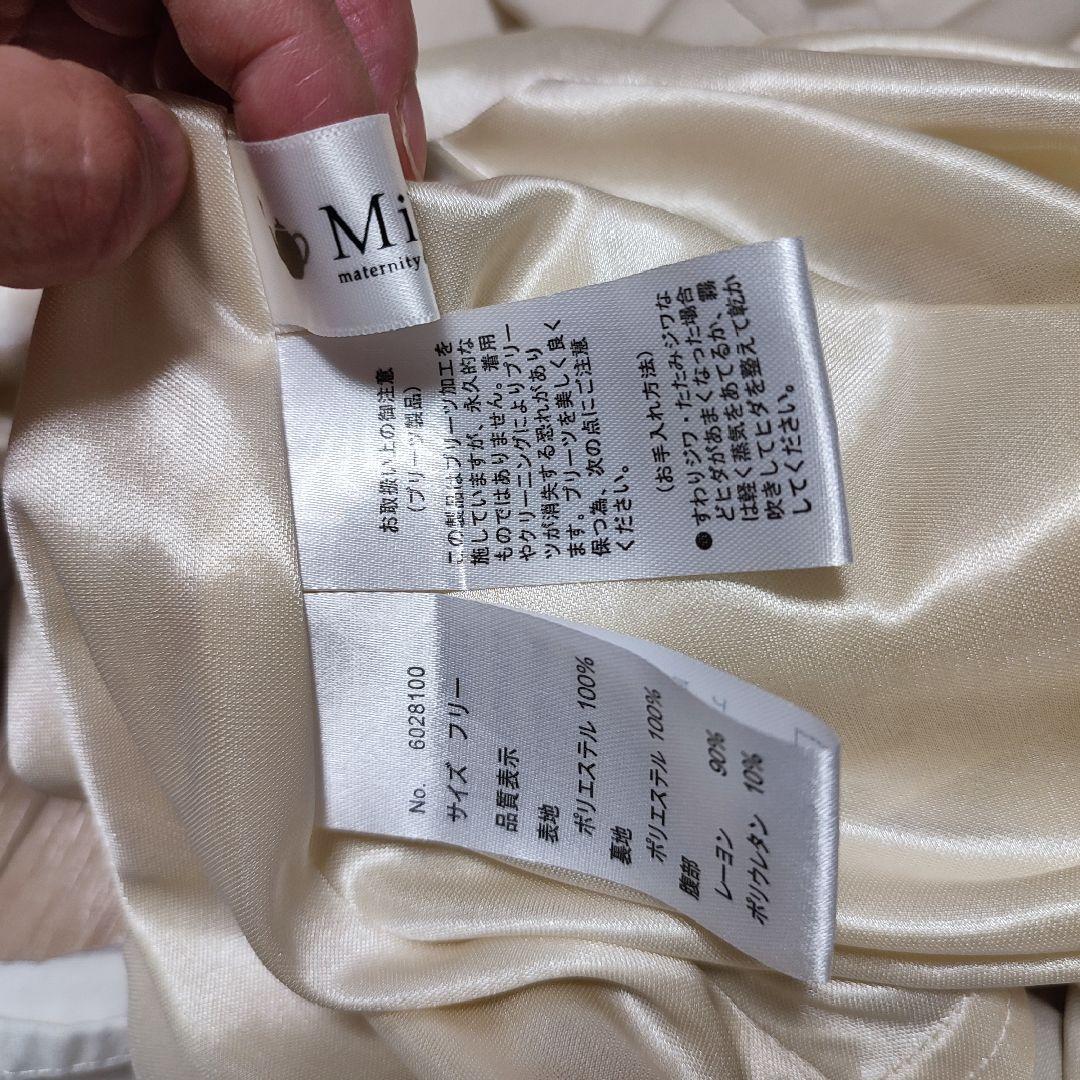 Mi
maternity
お取扱い上の御注意
(プリーツ製品)
この製品はプリーツ加工を
施していますが、永久的な
ものではありません。着用
やクリーニングによりプリー
ツが消失する恐れがあり
ます。プリーツを美しく良く
保つ為、次の点にご注意
ください。
(お手入れ方法)
●すわりジワ・たたみジワな
どヒダがあまくなった場合
は軽く蒸気をあてるか、霧
吹きしてヒダを整えて乾か
してください。
No. 6028100
サイズ フリー
品質表示
表地
ポリエステル 100%
裏地
ポリエステル 100%
腹部
レーヨン 90%
ポリウレタン 10%